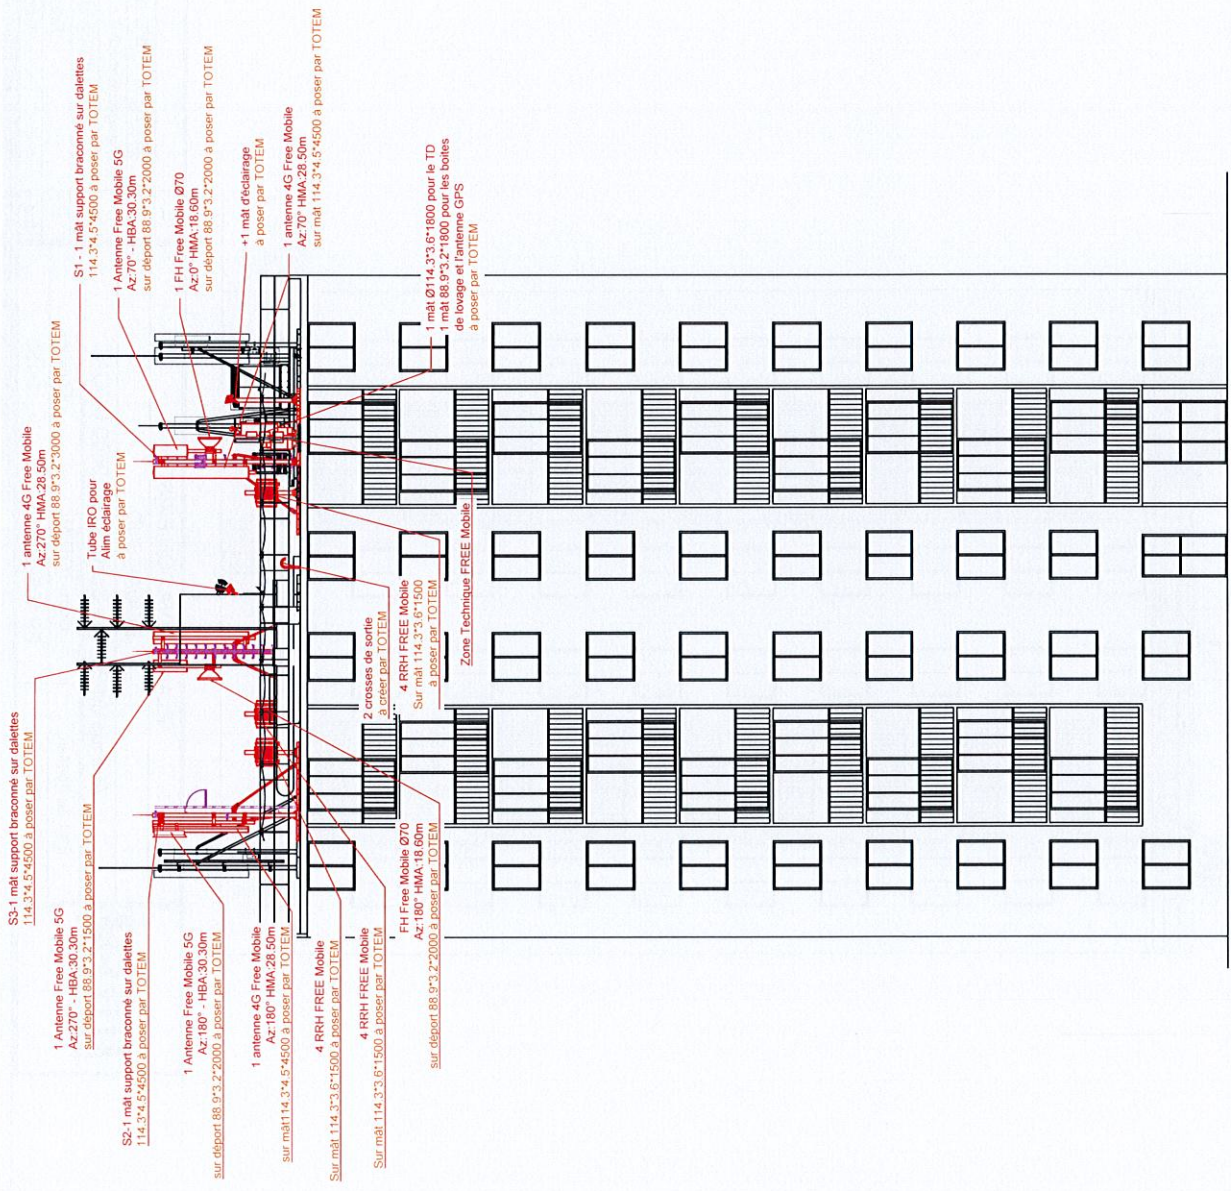 S3-1 mât support braconné sur dalettes
114.3*4.5*4500 à poser par TOTEM
1 Antenne Free Mobile 5G
Az:270° - HBA:30.30m
sur déport 88.9*3.2*1500 à poser par TOTEM
S2-1 mât support braconné sur dalettes
114.3*4.5*4500 à poser par TOTEM
1 Antenne Free Mobile 5G
Az:180° - HBA:30.30m
sur déport 88.9*3.2*2000 à poser par TOTEM
1 antenne 4G Free Mobile
Az:180° HMA:28.50m
sur mât114.3*4.5*4500 à poser par TOTEM
4 RRH FREE Mobile
Sur mât 114.3*3.6*1500 à poser par TOTEM
4 RRH FREE Mobile
Sur mât 114.3*3.6*1500 à poser par TOTEM
FH Free Mobile Ø70
Az:180° HMA:18.60m
sur déport 88.9*3.2*2000 à poser par TOTEM
1 antenne 4G Free Mobile
Az:270° HMA:28.50m
sur déport 88.9*3.2*3000 à poser par TOTEM
Tube IRO pour
Alim éclairage
à poser par TOTEM
2 crosses de sortie
à créer par TOTEM
4 RRH FREE Mobile
Sur mât 114.3*3.6*1500
à poser par TOTEM
Zone Technique FREE Mobile
S1 - 1 mât support braconné sur dalettes
114.3*4.5*4500 à poser par TOTEM
1 Antenne Free Mobile 5G
Az:70° - HBA:30.30m
sur déport 88.9*3.2*2000 à poser par TOTEM
1 FH Free Mobile Ø70
Az:0° HMA:18.60m
sur déport 88.9*3.2*2000 à poser par TOTEM
+1 mât d'éclairage
à poser par TOTEM
1 antenne 4G Free Mobile
Az:70° HMA:28.50m
sur mât 114.3*4.5*4500 à poser par TOTEM
1 mât Ø114.3*3.6*1800 pour le TD
1 mât 88.9*3.2*1800 pour les boites
de lovage et l'antenne GPS
à poser par TOTEM